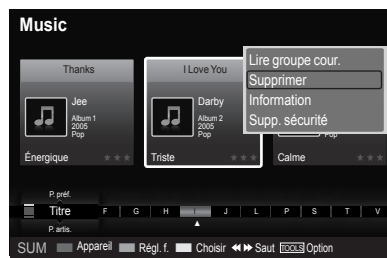 Music
Thanks
Jee
Album 1
2005
Pop
Énergique
I Love You
Darby
Album 2
2005
Pop
Triste
Pop
Calme
Lire groupe cour.
Supprimer
Information
Supp. sécurité
P. préf.
Titre F G H I J L P S T V
P. artis.
SUM Appareil Régl. f. Choisir Saut TOOLS Option